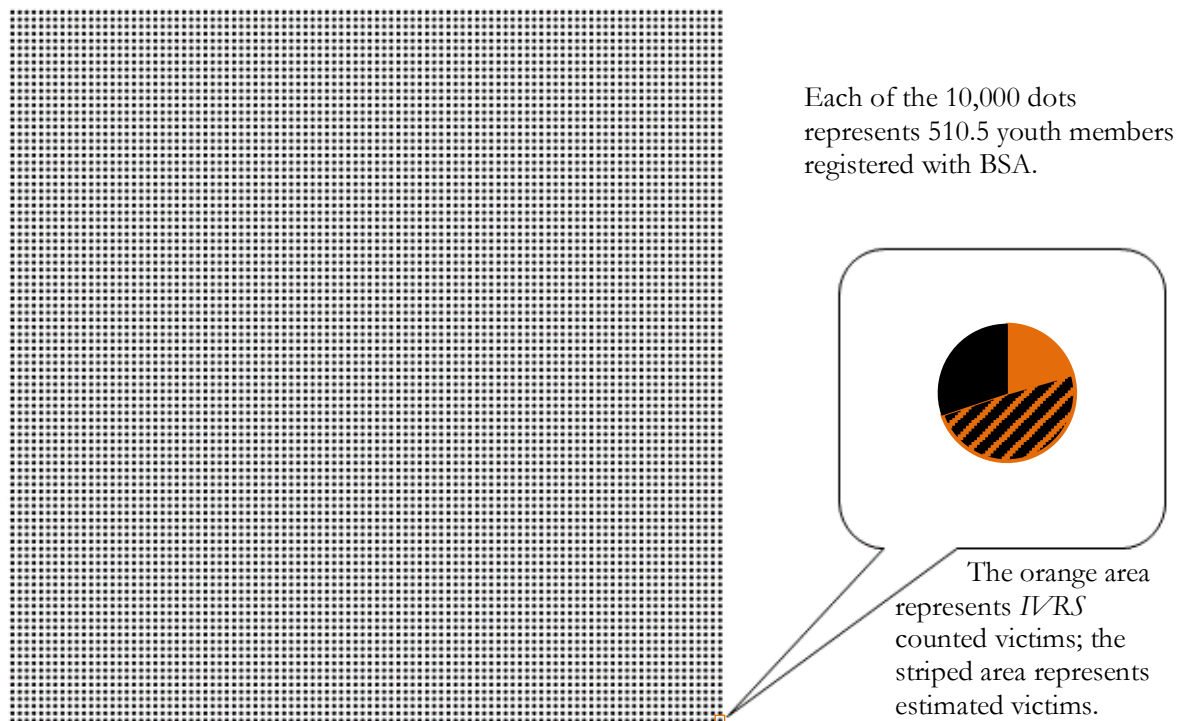 Each of the 10,000 dots
represents 510.5 youth members
registered with BSA.
The orange area
represents IVRS
counted victims; the
striped area represents
estimated victims.